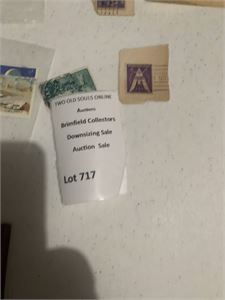 TWO OLD SOULS ONLINE
Auctions
Brimfield Collectors
Downsizing Sale
Auction Sale
Lot 717